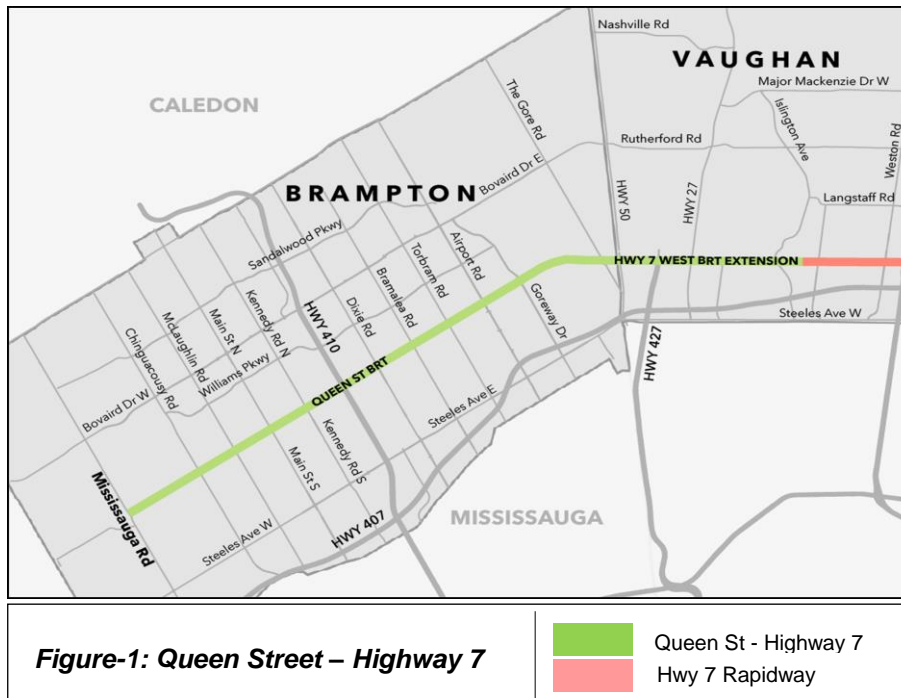 Nashville Rd
VAUGHAN
Major Mackenzie Dr W
CALEDON
The Gore Rd
Islington Ave
Weston Rd
Rutherford Rd
BRAMPTON
Bovaird Dr E
HWY 50
HWY 27
Langstaff Rd
Sandalwood Pkwy
Airport Rd
Torbram Rd
Bramalea Rd
Dixie Rd
HWY 7 WEST BRT EXTENSION
Kennedy Rd N
Main St N
McLaughlin Rd
Chinguacousy Rd
HWY 410
Goreway Dr
Steeles Ave W
Williams Pkwy
HWY 427
QUEEN ST BRT
Bovaird Dr W
Steeles Ave E
Kennedy Rd S
Main St S
Mississauga Rd
MISSISSAUGA
HWY 407
Steeles Ave W
Figure-1: Queen Street – Highway 7
Queen St - Highway 7
Hwy 7 Rapidway